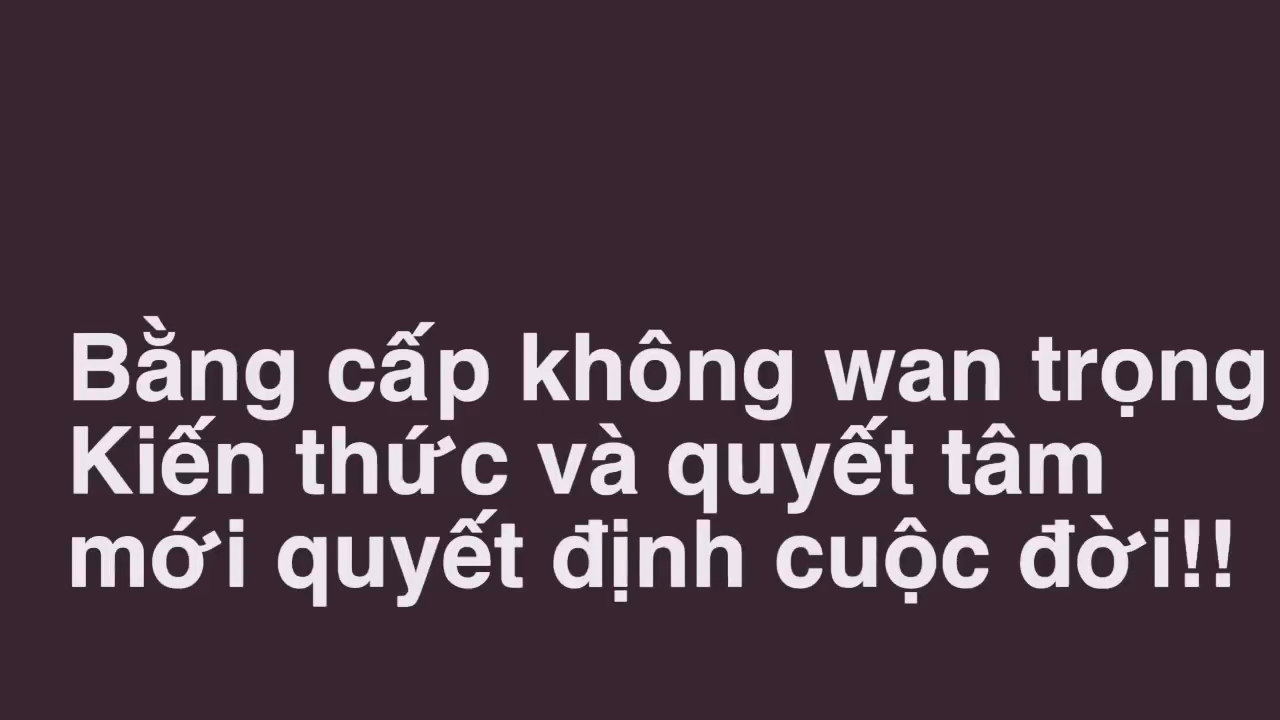 Bằng cấp không wan trọng
Kiến thức và quyết tâm
mới quyết định cuộc đời!!